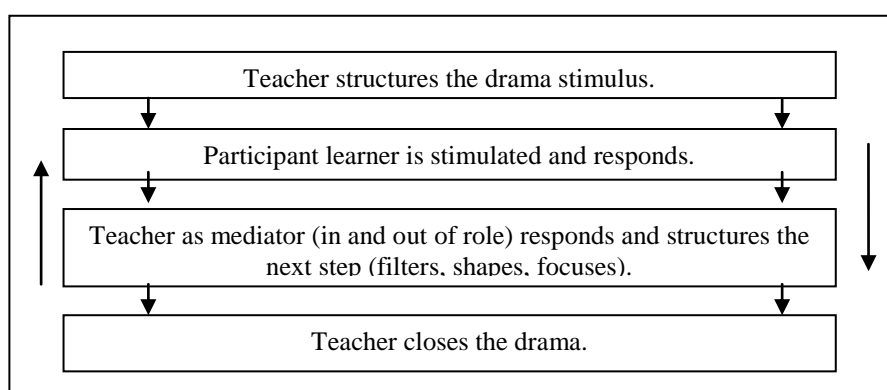 Teacher structures the drama stimulus.
Participant learner is stimulated and responds.
Teacher as mediator (in and out of role) responds and structures the
next step (filters, shapes, focuses).
Teacher closes the drama.